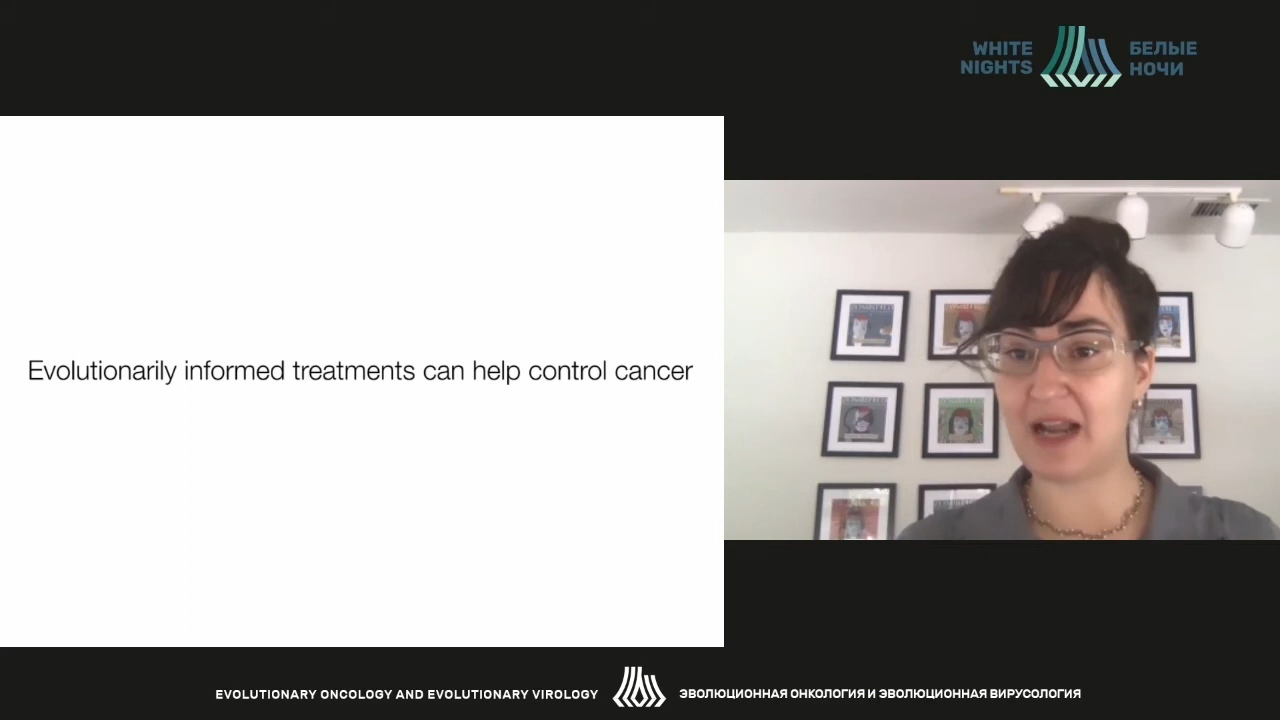 WHITE
NIGHTS
БЕЛЫЕ
НОЧИ
Evolutionarily informed treatments can help control cancer
EVOLUTIONARY ONCOLOGY AND EVOLUTIONARY VIROLOGY
ЭВОЛЮЦИОННАЯ ОНКОЛОГИЯ И ЭВОЛЮЦИОННАЯ ВИРУСОЛОГИЯ